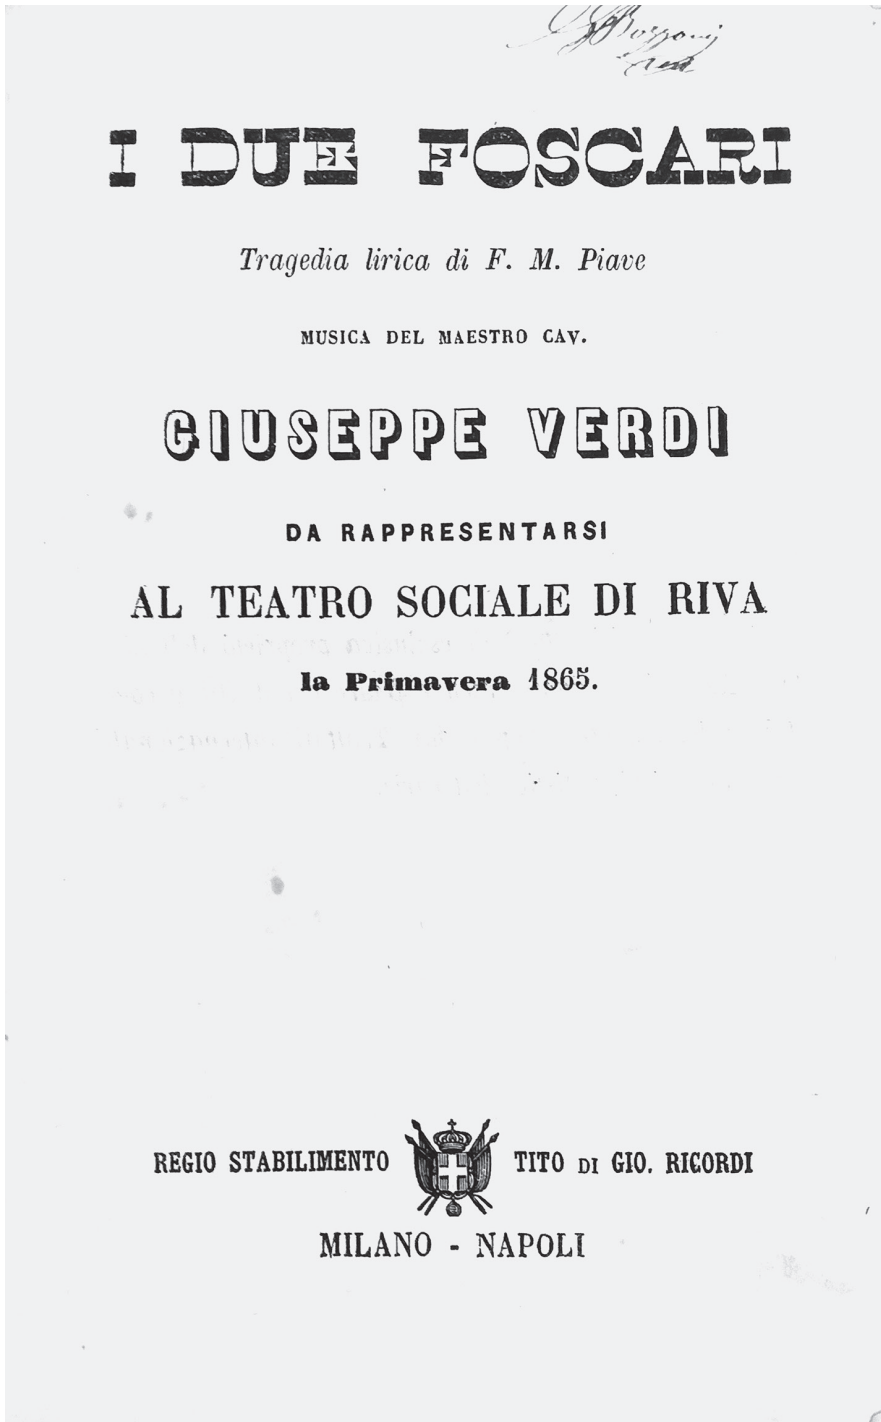 I DUE FOSCARI
Tragedia lirica di F. M. Piave
MUSICA DEL MAESTRO CAV.
GIUSEPPE VERDI
DA RAPPRESENTARSI
AL TEATRO SOCIALE DI RIVA
la Primavera 1865.
REGIO STABILIMENTO TITO DI GIO. RICORDI
MILANO - NAPOLI